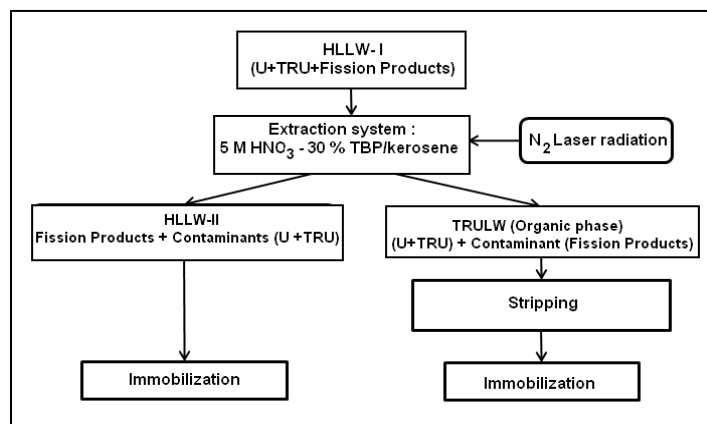 HLLW- I
(U+TRU+Fission Products)
Extraction system :
5 M HNO3 - 30 % TBP/kerosene
N2 Laser radiation
HLLW-II
Fission Products + Contaminants (U +TRU)
TRULW (Organic phase)
(U+TRU) + Contaminant (Fission Products)
Stripping
Immobilization
Immobilization